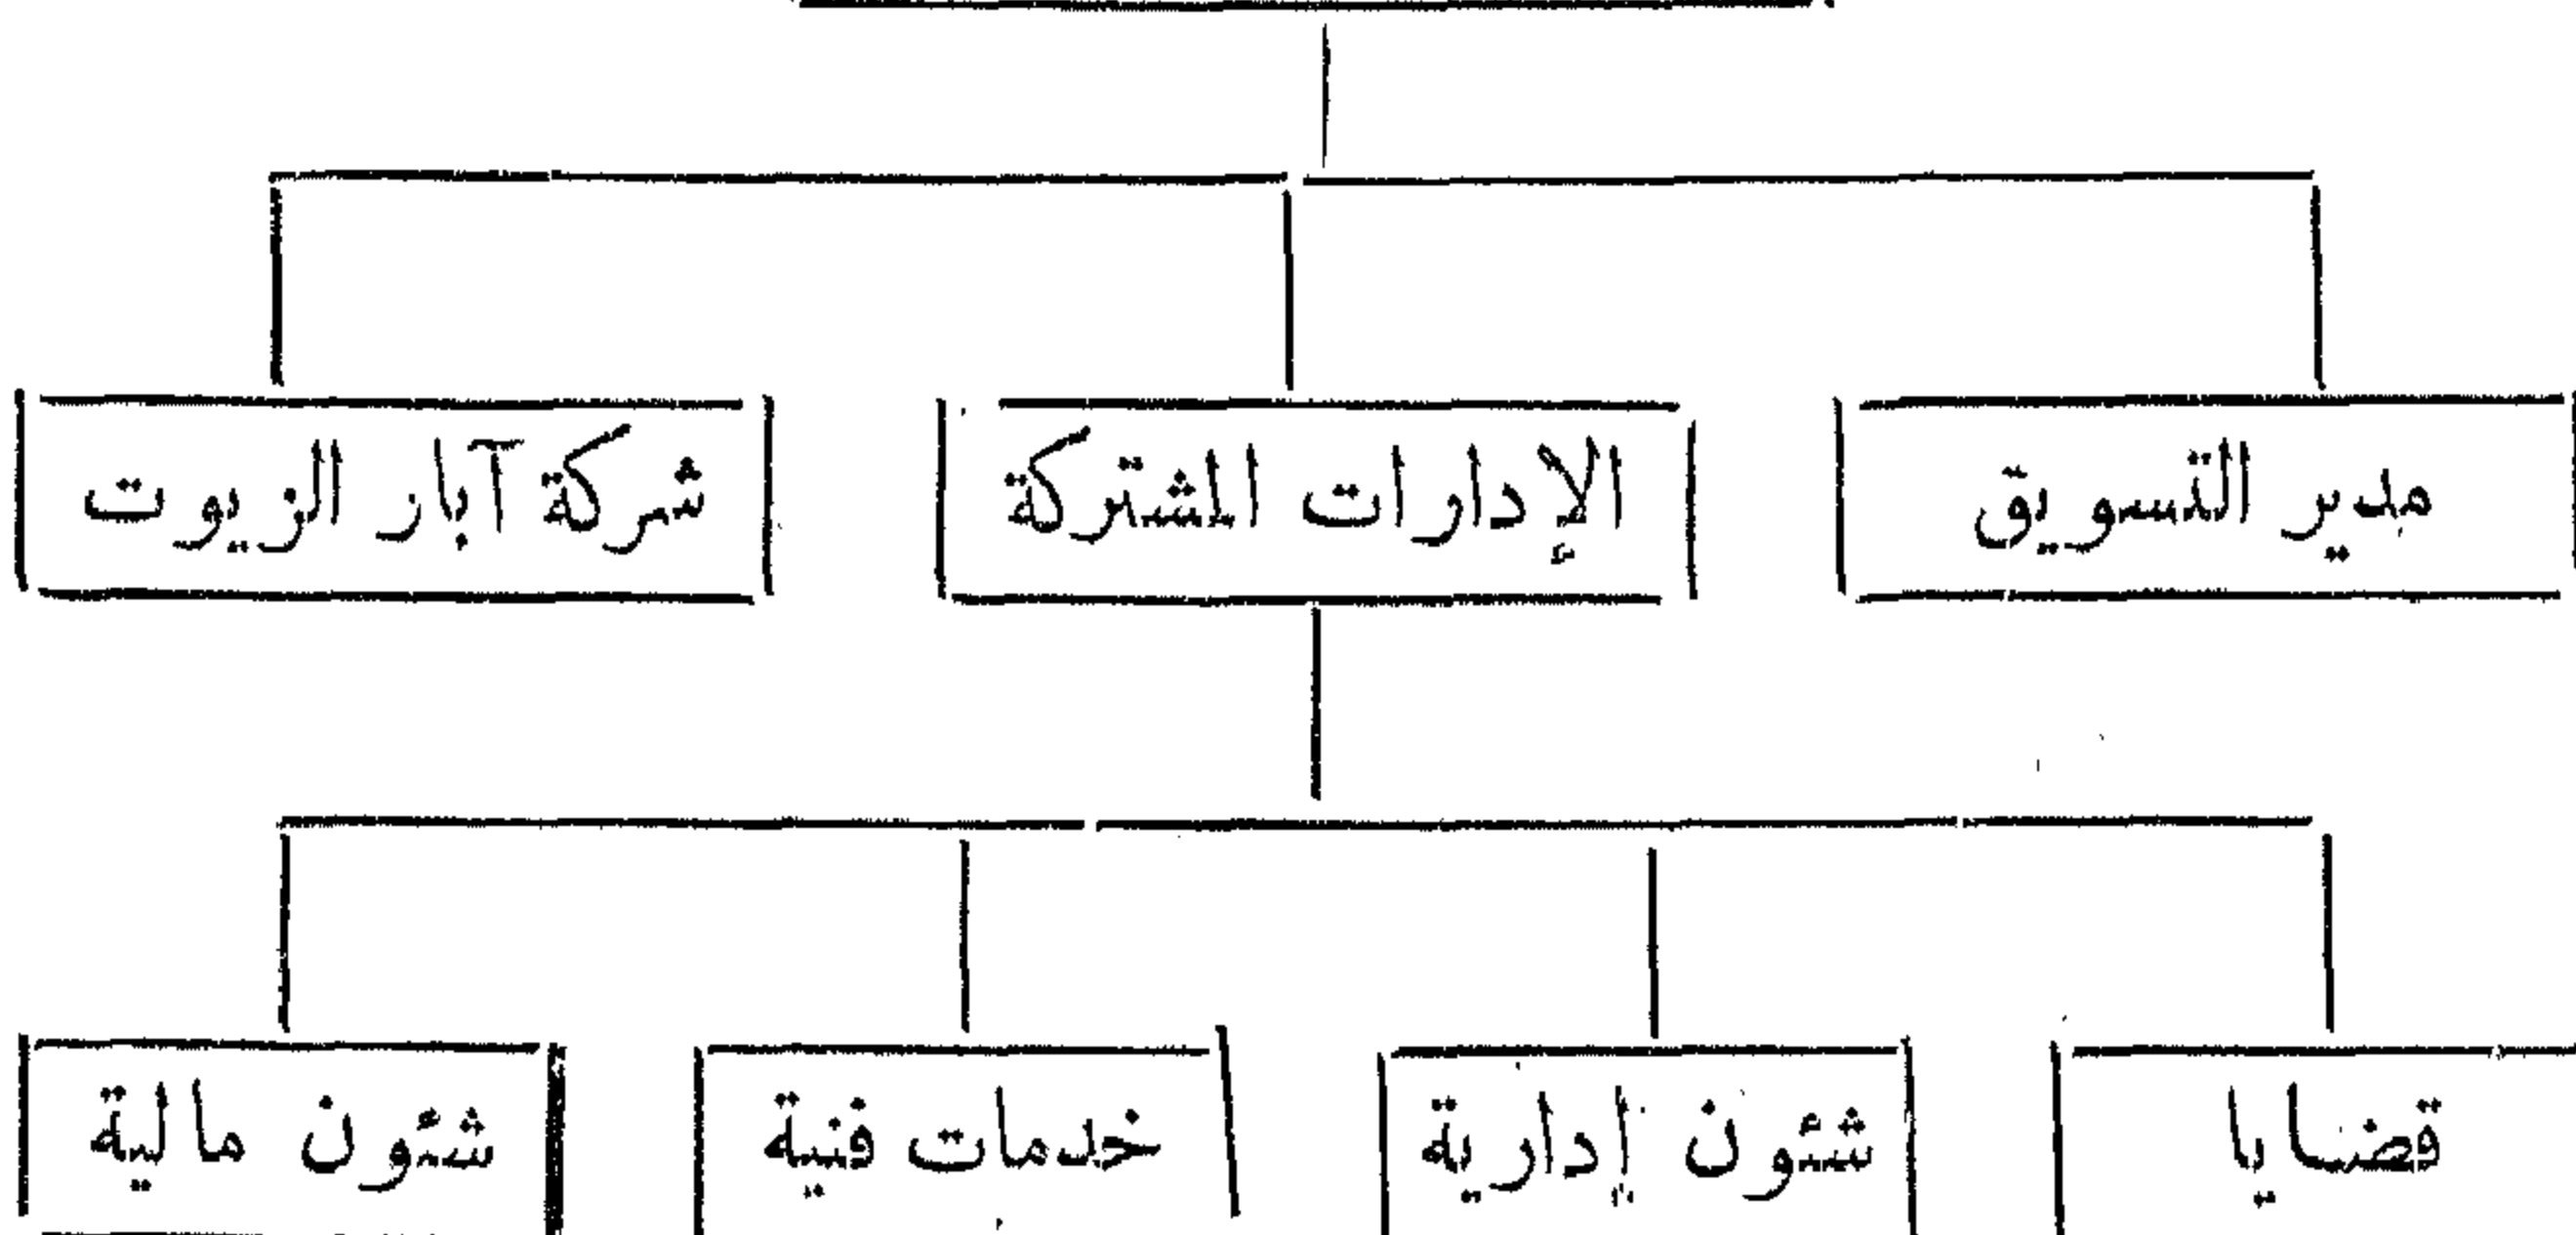 مدير التسويق
الإدارات المشتركة
شركة آبار الزيوت
قضايا
شئون إدارية
خدمات فنية
شئون مالية